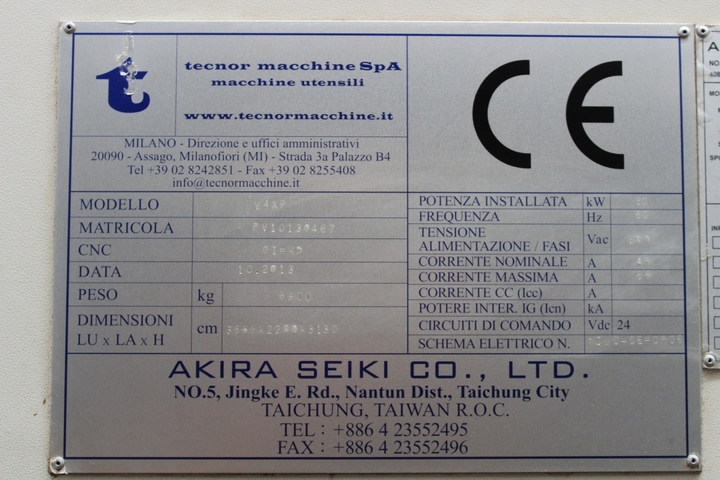 tecnor macchine SpA
macchine utensili
www.tecnormacchine.it
MILANO - Direzione e uffici amministrativi
20090 - Assago, Milanofiori (MI) - Strada 3a Palazzo B4
Tel +39 02 8242851 - Fax +39 02 8255408
info@tecnormacchine.it
CE
MODELLO V4XP
MATRICOLA
CNC
DATA 10.2013
PESO kg 6900
DIMENSIONI
LU x LA x H cm
POTENZA INSTALLATA kW
FREQUENZA Hz
TENSIONE
ALIMENTAZIONE / FASI Vac
CORRENTE NOMINALE A
CORRENTE MASSIMA A
CORRENTE CC (Icc) A
POTERE INTER. IG (Icn) kA
CIRCUITI DI COMANDO Vdc 24
SCHEMA ELETTRICO N.
AKIRA SEIKI CO., LTD.
NO.5, Jingke E. Rd., Nantun Dist., Taichung City
TAICHUNG, TAIWAN R.O.C.
TEL : +886 4 23552495
FAX : +886 4 23552496